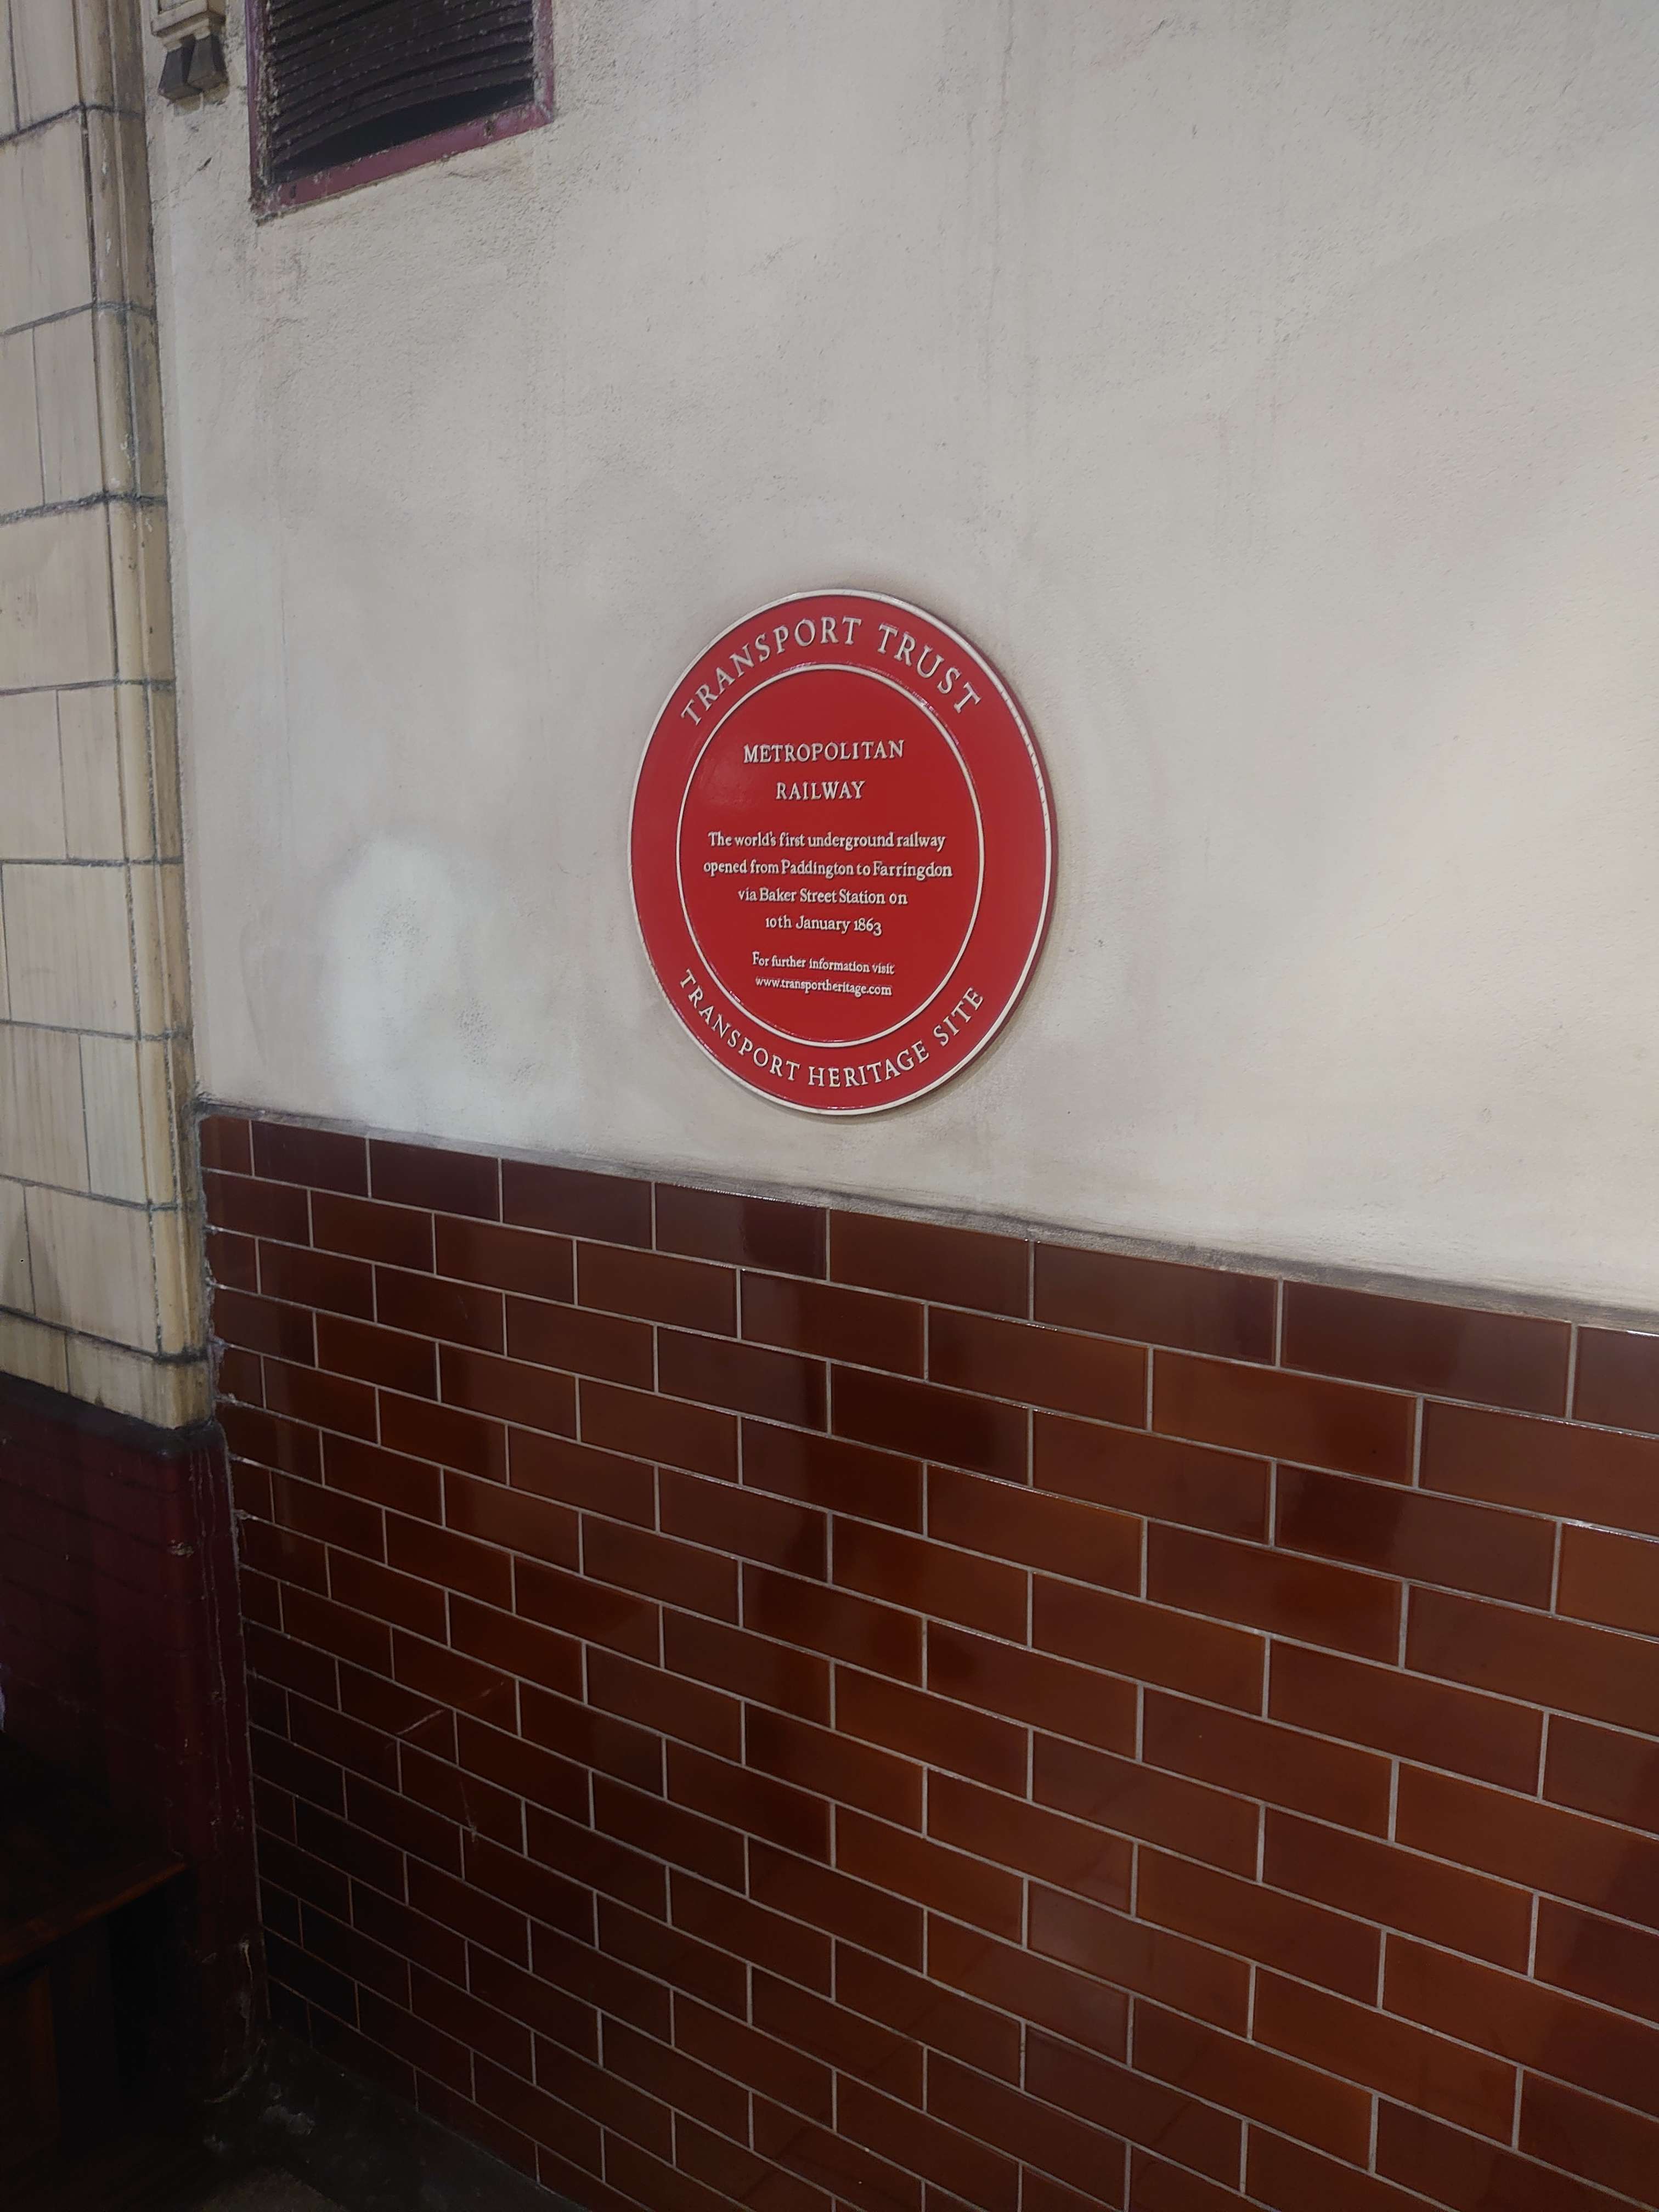 TRANSPORT TRUST
METROPOLITAN
RAILWAY
The world's first underground railway
opened from Paddington to Farringdon
via Baker Street Station on
10th January 1863
For further information visit
www.transportheritage.com
TRANSPORT HERITAGE SITE